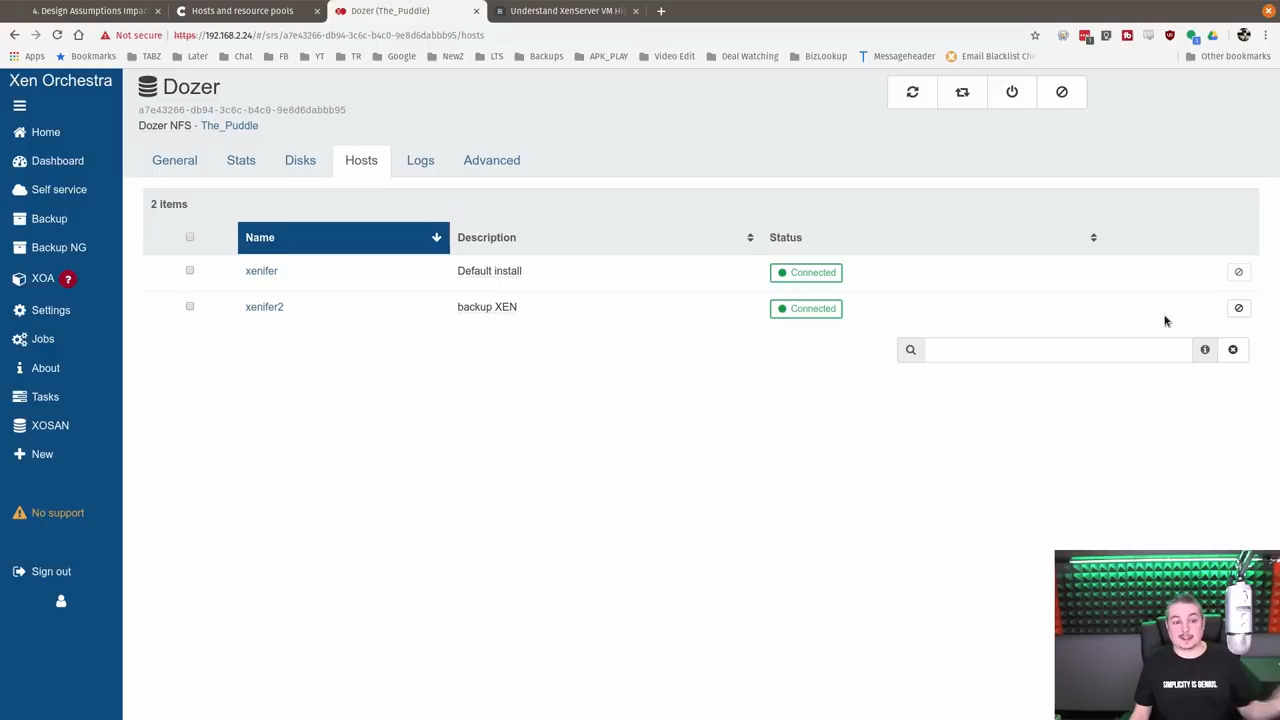 4. Design Assumptions Impac
Hosts and resource pools
Dozer (The_Puddle)
Understand XenServer VM Hi
Not secure
https://192.168.2.24/#/srs/a7e43266-db94-3c6c-b4c0-9e8d6dabbb95/hosts
Apps
Bookmarks
TABZ
Later
Chat
FB
YT
TR
Google
NewZ
LTS
Backups
APK_PLAY
Video Edit
Deal Watching
BizLookup
Messageheader
Email Blacklist Che
Other bookmarks
Xen Orchestra
Home
Dashboard
Self service
Backup
Backup NG
XOA ?
Settings
Jobs
About
Tasks
XOSAN
New
No support
Sign out
Dozer
a7e43266-db94-3c6c-b4c0-9e8d6dabbb95
Dozer NFS - The_Puddle
General
Stats
Disks
Hosts
Logs
Advanced
2 items
Name
Description
Status
xenifer
Default install
Connected
xenifer2
backup XEN
Connected
SIMPLICITY IS GENIUS.